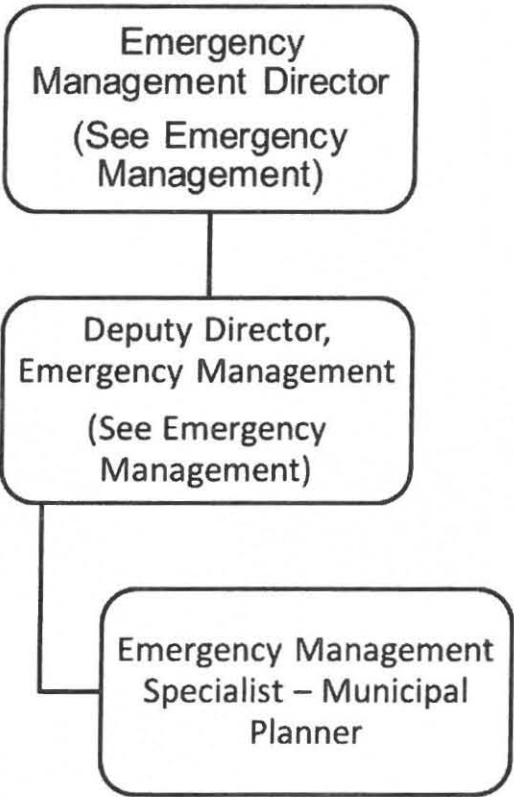 Emergency
Management Director
(See Emergency
Management)
Deputy Director,
Emergency Management
(See Emergency
Management)
Emergency Management
Specialist – Municipal
Planner